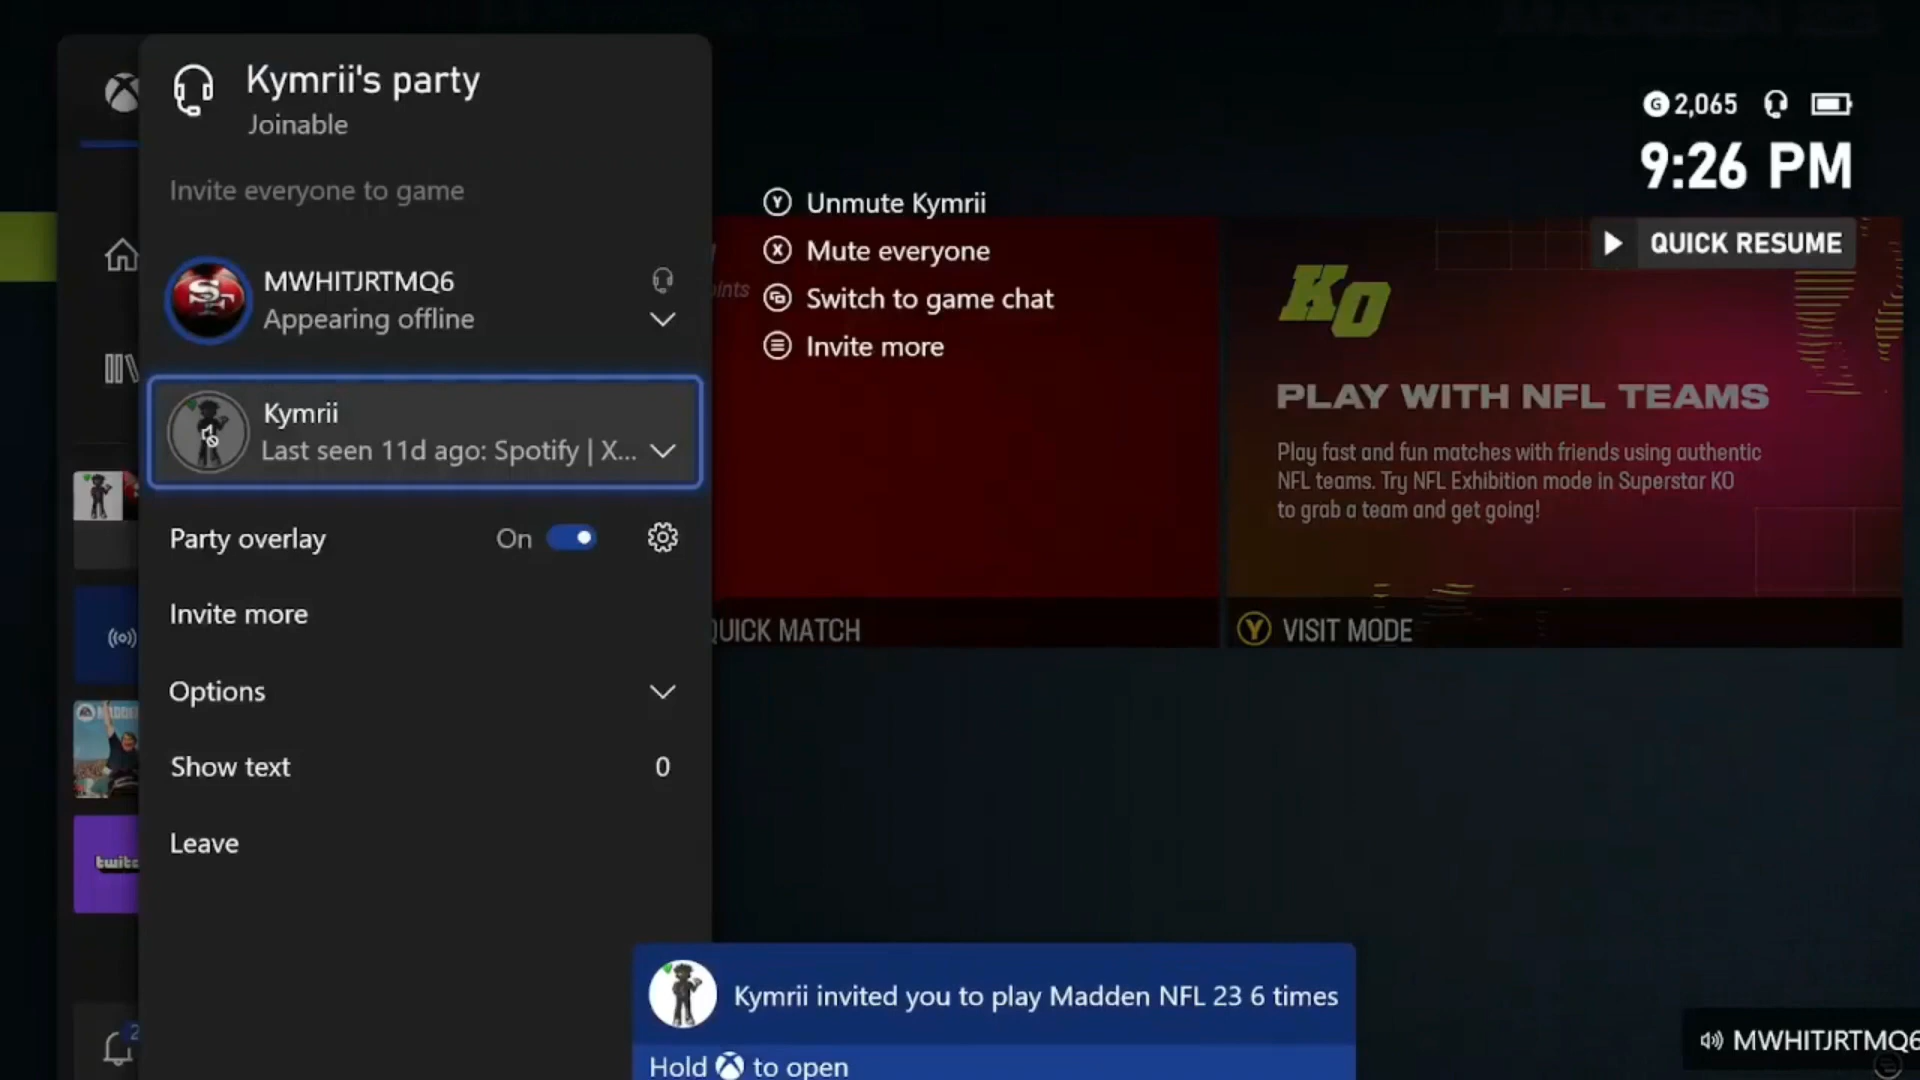 Kymrii's party
Joinable
Invite everyone to game
MWHITJRTMQ6
Appearing offline
Kymrii
Last seen 11d ago: Spotify | X...
Party overlay
On
Invite more
Options
Show text
0
Leave
Unmute Kymrii
Mute everyone
Switch to game chat
Invite more
G 2,065
9:26 PM
QUICK RESUME
KO
PLAY WITH NFL TEAMS
Play fast and fun matches with friends using authentic
NFL teams. Try NFL Exhibition mode in Superstar KO
to grab a team and get going!
UICK MATCH
Y VISIT MODE
twitc
2
Kymrii invited you to play Madden NFL 23 6 times
Hold to open
MWHITJRTMQ6